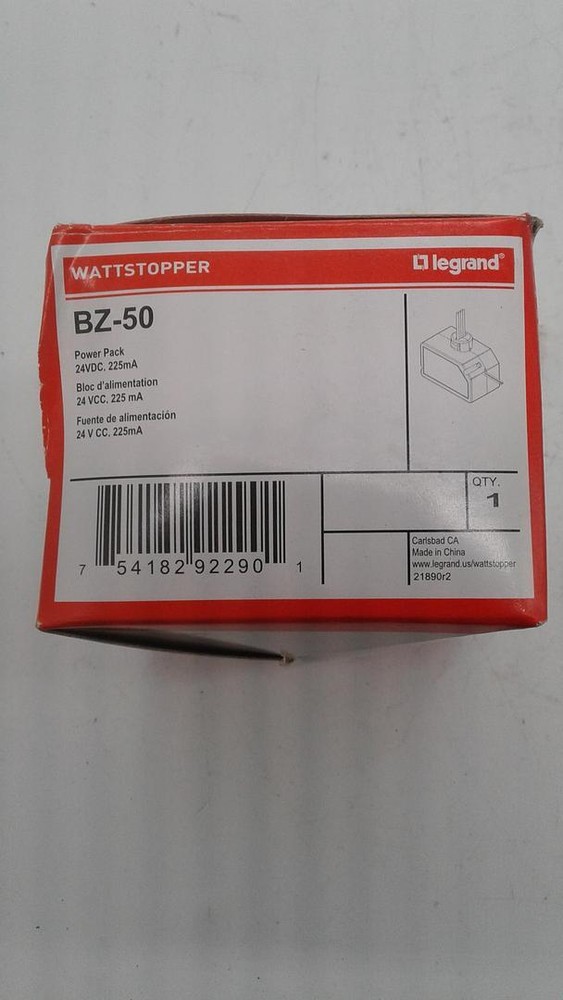 WATTSTOPPER
legrand®
BZ-50
Power Pack
24VDC, 225mA
Bloc d'alimentation
24 VCC, 225 mA
Fuente de alimentación
24 V CC, 225mA
7 54182 92290 1
QTY.
1
Carlsbad CA
Made in China
www.legrand.us/wattstopper
21890r2